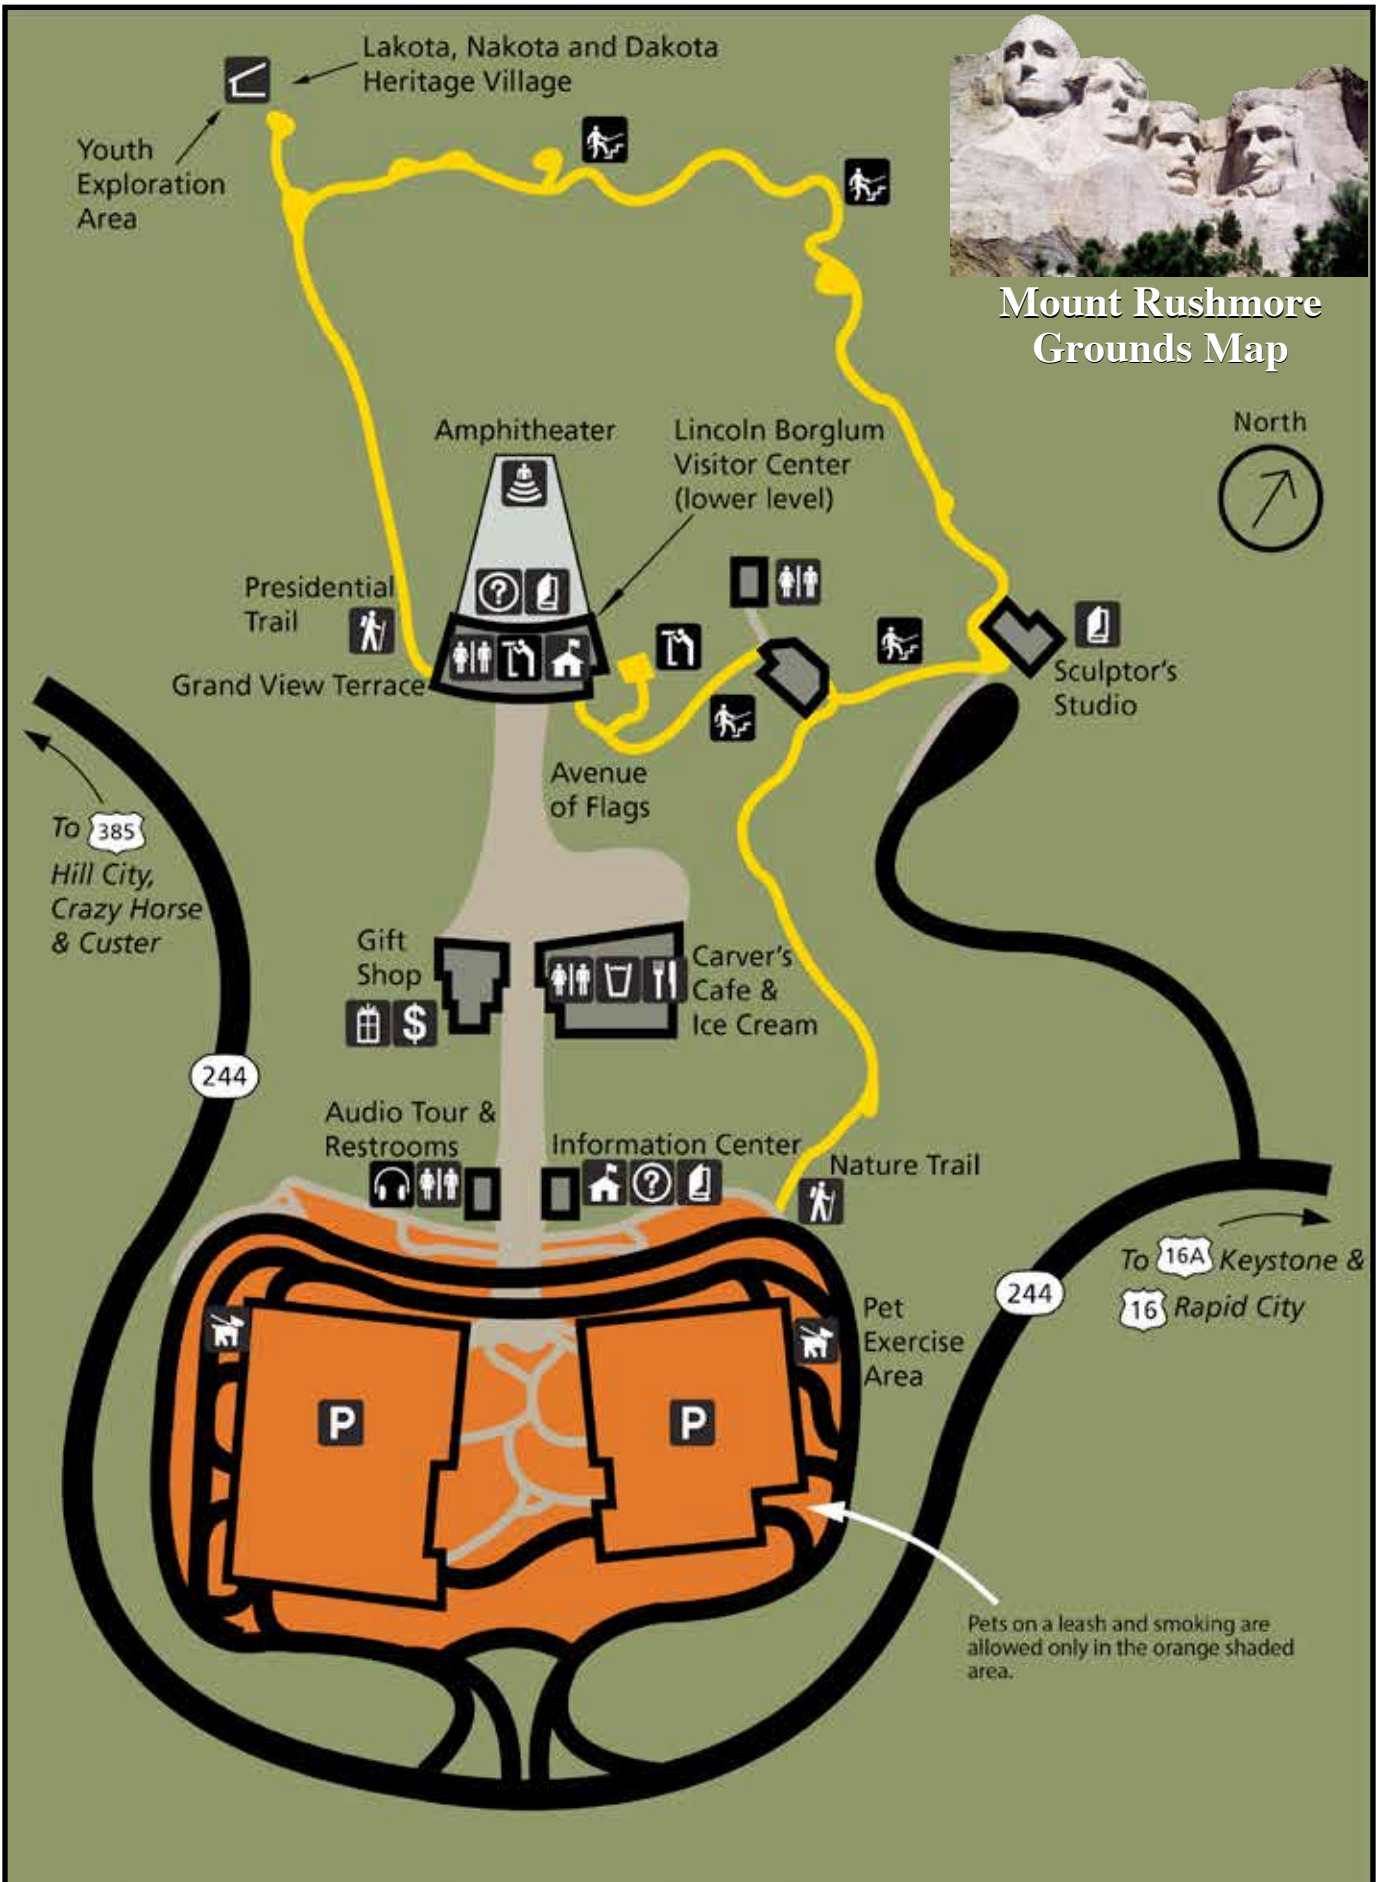 Lakota, Nakota and Dakota
Heritage Village
Youth
Exploration
Area
Mount Rushmore
Grounds Map
North
Amphitheater
Lincoln Borglum
Visitor Center
(lower level)
?
Presidential
Trail
Grand View Terrace
Sculptor's
Studio
Avenue
of Flags
To 385
Hill City,
Crazy Horse
& Custer
Gift
Shop
$
Carver's
Cafe &
Ice Cream
244
Audio Tour &
Restrooms
Information Center
?
Nature Trail
To 16A Keystone &
16 Rapid City
244
Pet
Exercise
Area
P
P
Pets on a leash and smoking are
allowed only in the orange shaded
area.